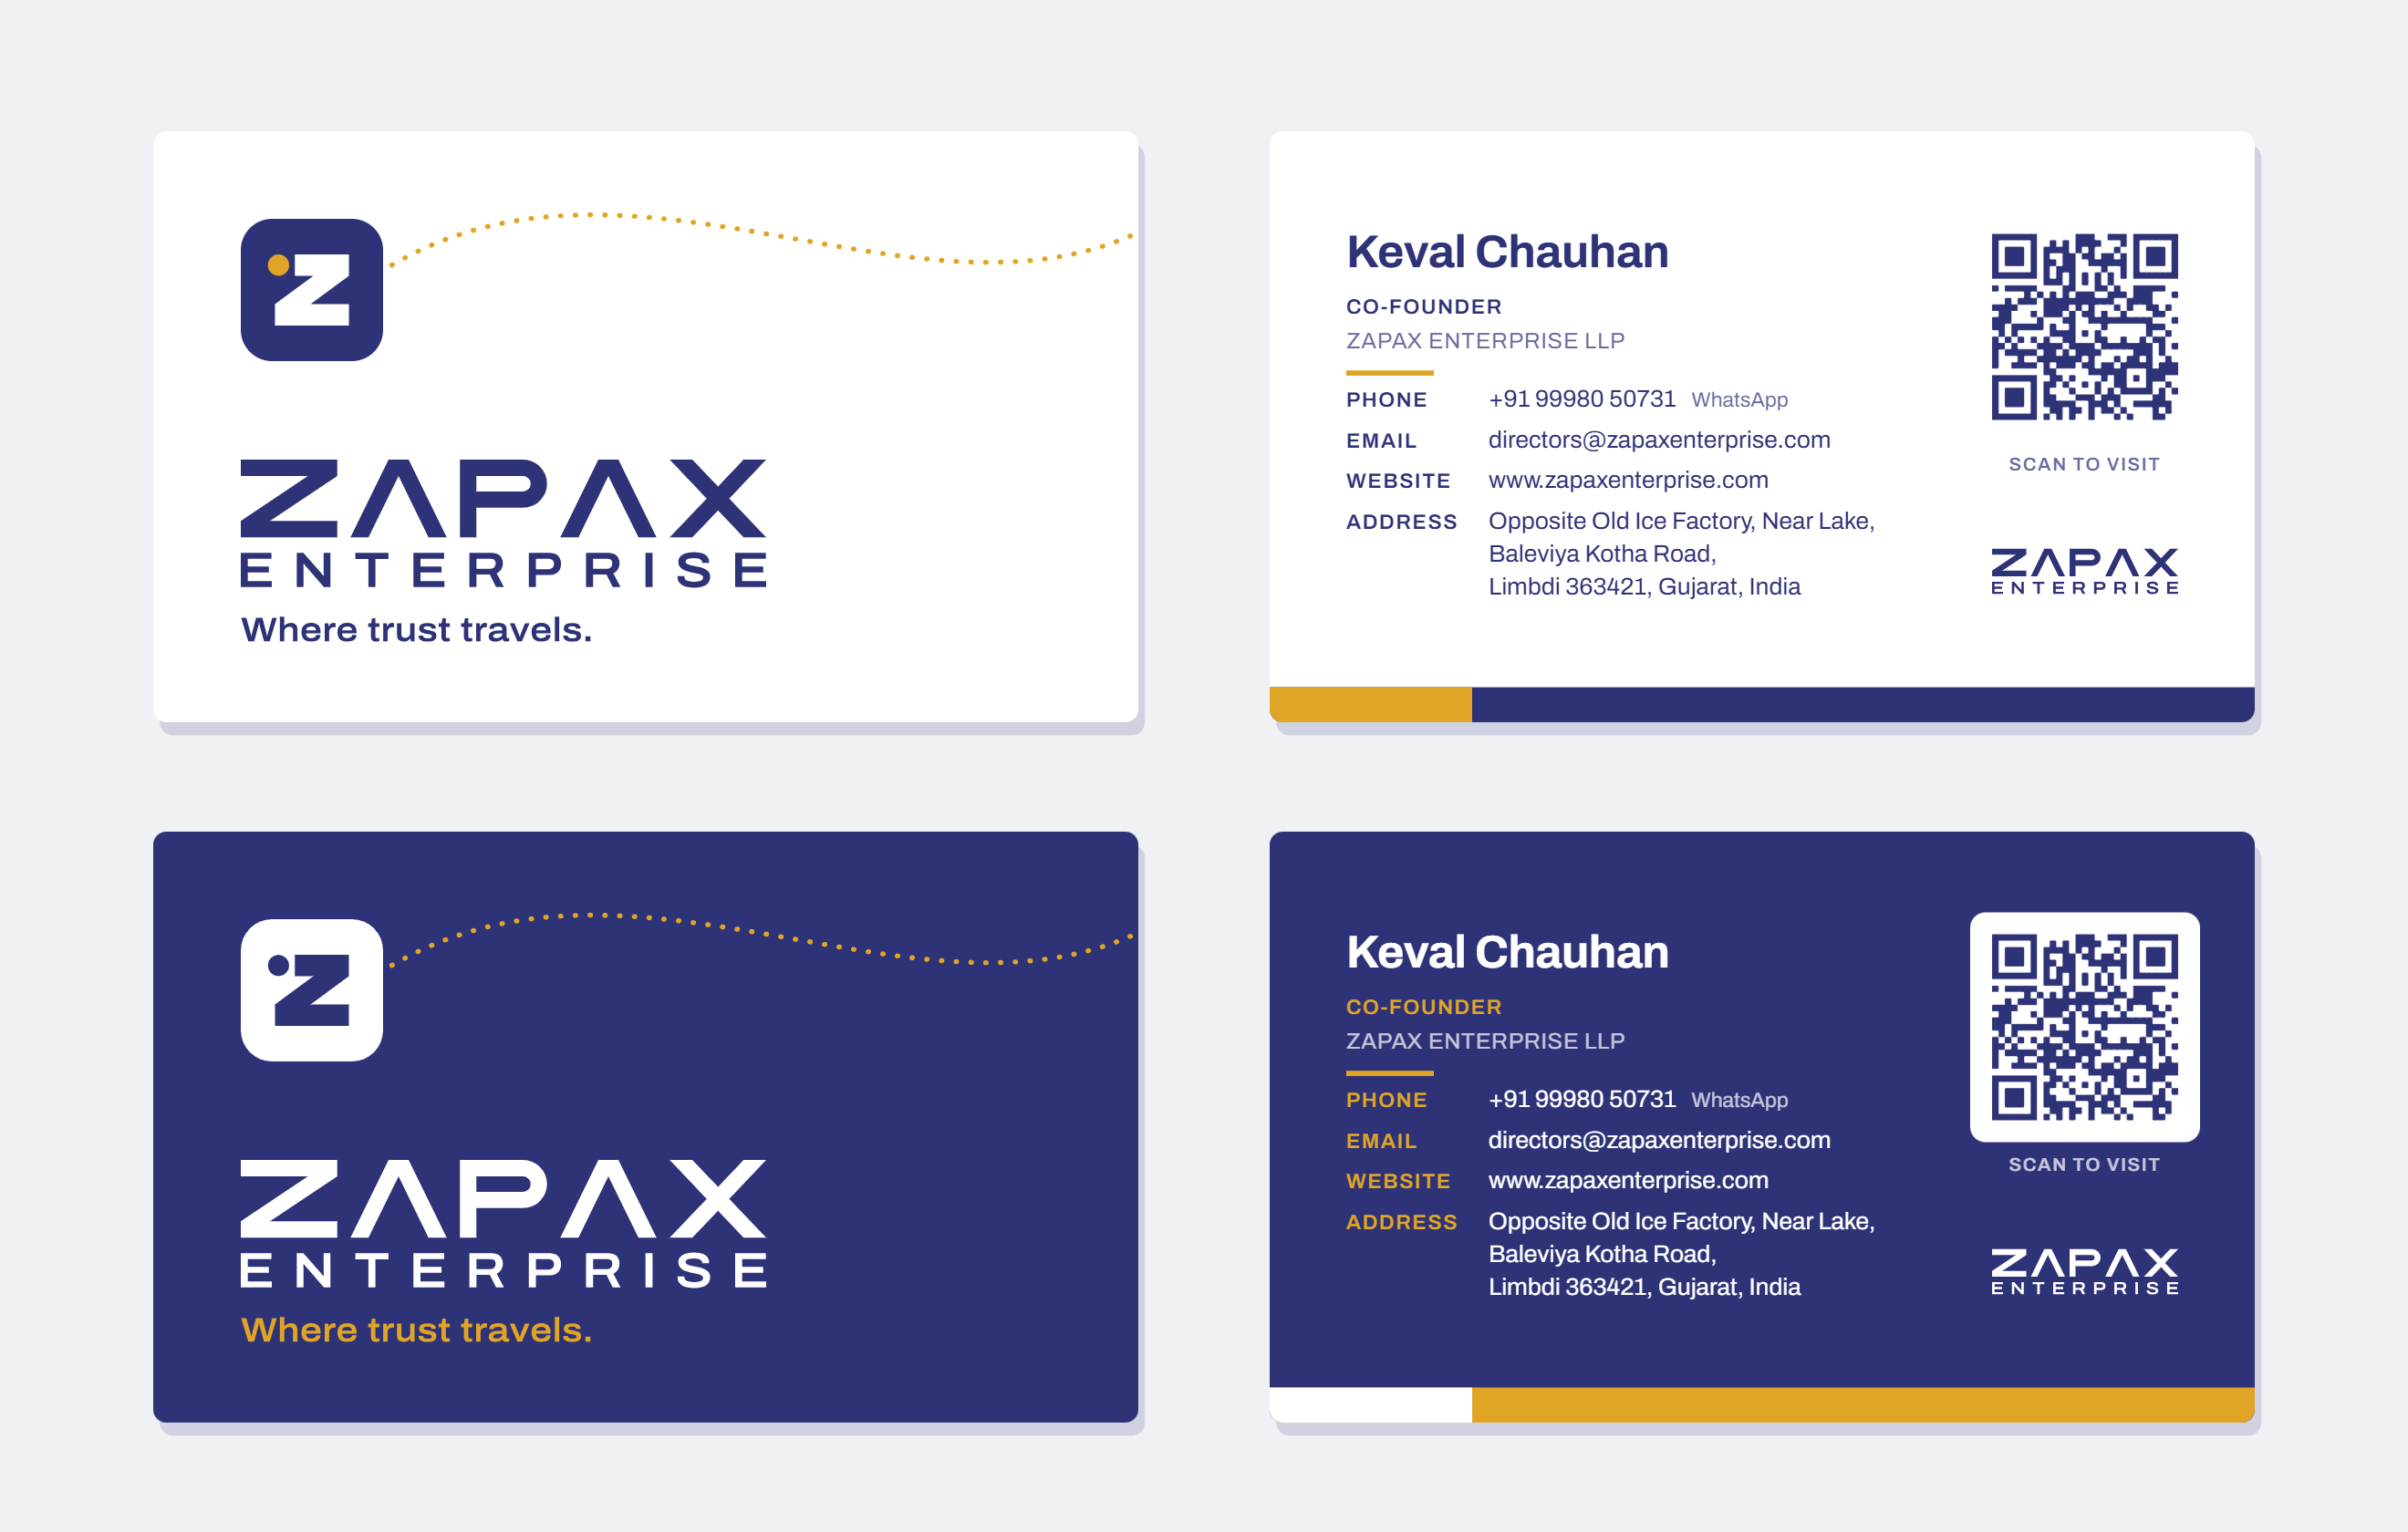 ZAPAX
ENTERPRISE
Where trust travels.
Keval Chauhan
CO-FOUNDER
ZAPAX ENTERPRISE LLP
PHONE +91 99980 50731 WhatsApp
EMAIL directors@zapaxenterprise.com
WEBSITE www.zapaxenterprise.com
ADDRESS Opposite Old Ice Factory, Near Lake,
Baleviya Kotha Road,
Limbdi 363421, Gujarat, India
SCAN TO VISIT
ZAPAX
ENTERPRISE
ZAPAX
ENTERPRISE
Where trust travels.
Keval Chauhan
CO-FOUNDER
ZAPAX ENTERPRISE LLP
PHONE +91 99980 50731 WhatsApp
EMAIL directors@zapaxenterprise.com
WEBSITE www.zapaxenterprise.com
ADDRESS Opposite Old Ice Factory, Near Lake,
Baleviya Kotha Road,
Limbdi 363421, Gujarat, India
SCAN TO VISIT
ZAPAX
ENTERPRISE